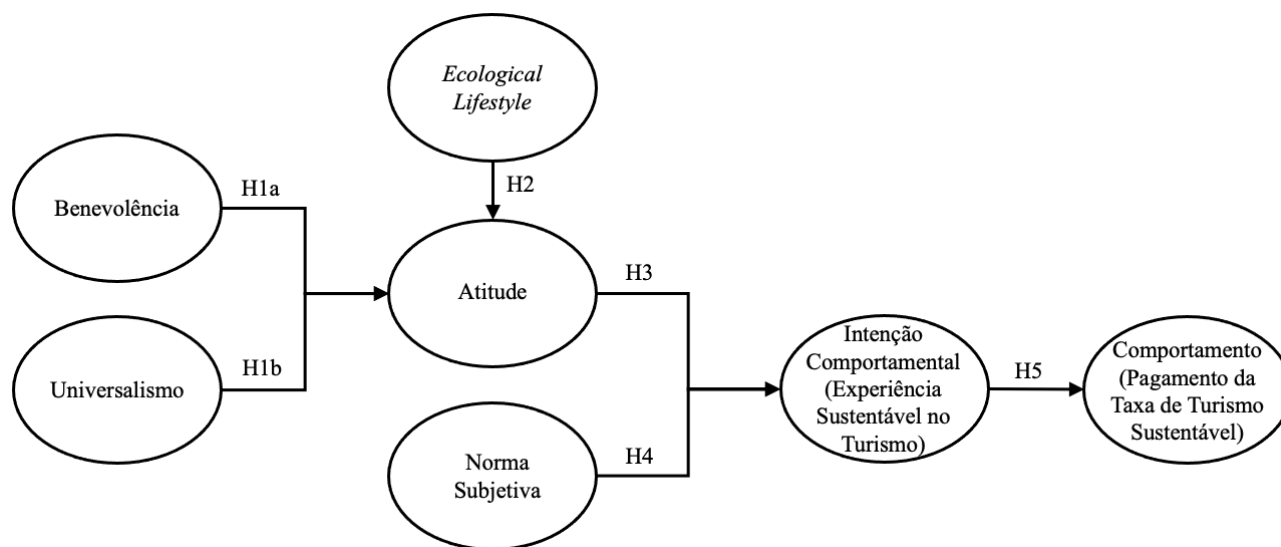 Ecological
Lifestyle
H2
Benevolência
H1a
Universalismo
H1b
Atitude
H3
Norma
Subjetiva
H4
Intenção
Comportamental
(Experiência
Sustentável no
Turismo)
H5
Comportamento
(Pagamento da
Taxa de Turismo
Sustentável)